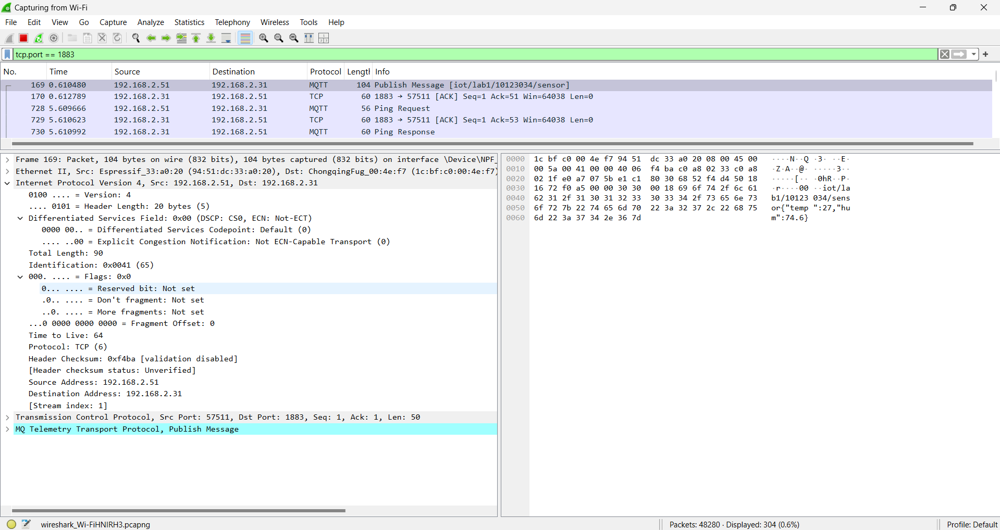 Capturing from Wi-Fi
File Edit View Go Capture Analyze Statistics Telephony Wireless Tools Help
tcp.port == 1883
No. Time Source Destination Protocol Length Info
169 0.610480 192.168.2.51 192.168.2.31 MQTT 104 Publish Message [iot/lab1/10123034/sensor]
170 0.612789 192.168.2.31 192.168.2.51 TCP 60 1883 → 57511 [ACK] Seq=1 Ack=51 Win=64038 Len=0
728 5.609666 192.168.2.51 192.168.2.31 MQTT 56 Ping Request
729 5.610623 192.168.2.31 192.168.2.51 TCP 60 1883 → 57511 [ACK] Seq=1 Ack=53 Win=64038 Len=0
730 5.610992 192.168.2.31 192.168.2.51 MQTT 60 Ping Response
Frame 169: Packet, 104 bytes on wire (832 bits), 104 bytes captured (832 bits) on interface \Device\NPF_
Ethernet II, Src: Espressif_33:a0:20 (94:51:dc:33:a0:20), Dst: ChongqingFug_00:4e:f7 (1c:bf:c0:00:4e:f7)
Internet Protocol Version 4, Src: 192.168.2.51, Dst: 192.168.2.31
0100 .... = Version: 4
.... 0101 = Header Length: 20 bytes (5)
Differentiated Services Field: 0x00 (DSCP: CS0, ECN: Not-ECT)
0000 00.. = Differentiated Services Codepoint: Default (0)
.... ..00 = Explicit Congestion Notification: Not ECN-Capable Transport (0)
Total Length: 90
Identification: 0x0041 (65)
000. .... = Flags: 0x0
0... .... = Reserved bit: Not set
.0.. .... = Don't fragment: Not set
..0. .... = More fragments: Not set
...0 0000 0000 0000 = Fragment Offset: 0
Time to Live: 64
Protocol: TCP (6)
Header Checksum: 0xf4ba [validation disabled]
[Header checksum status: Unverified]
Source Address: 192.168.2.51
Destination Address: 192.168.2.31
[Stream index: 1]
Transmission Control Protocol, Src Port: 57511, Dst Port: 1883, Seq: 1, Ack: 1, Len: 50
MQ Telemetry Transport Protocol, Publish Message
0000 1c bf c0 00 4e f7 94 51 dc 33 a0 20 08 00 45 00 ····N··Q ·3· ··E·
0010 00 5a 00 41 00 00 40 06 f4 ba c0 a8 02 33 c0 a8 ·Z·A··@· ·····3··
0020 02 1f e0 a7 07 5b e1 c1 80 30 68 52 f4 d4 50 18 ·····[·· ·0hR··P·
0030 16 72 f0 a5 00 00 30 30 00 18 69 6f 74 2f 6c 61 ·r····00 ··iot/la
0040 62 31 2f 31 30 31 32 33 30 33 34 2f 73 65 6e 73 b1/10123 034/sens
0050 6f 72 7b 22 74 65 6d 70 22 3a 32 37 2c 22 68 75 or{"temp ":27,"hu
0060 6d 22 3a 37 34 2e 36 7d m":74.6}
wireshark_Wi-FiHNIRH3.pcapng
Packets: 48280 · Displayed: 304 (0.6%)
Profile: Default